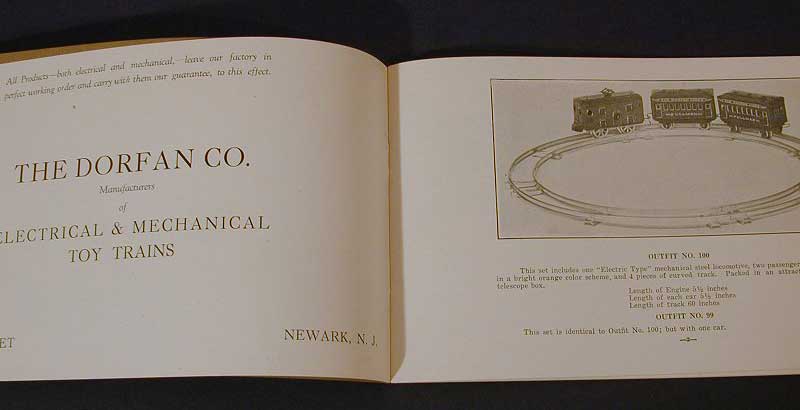 All Products—both electrical and mechanical,—leave our factory in
perfect working order and carry with them our guarantee, to this effect.
THE DORFAN CO.
Manufacturers
of
ELECTRICAL & MECHANICAL
TOY TRAINS
ET
NEWARK, N. J.
OUTFIT No. 100
This set includes one "Electric Type" mechanical steel locomotive, two passenger
in a bright orange color scheme, and 4 pieces of curved track. Packed in an attract
telescope box.
Length of Engine 5½ inches
Length of each car 5½ inches
Length of track 60 inches
OUTFIT NO. 99
This set is identical to Outfit No. 100; but with one car.